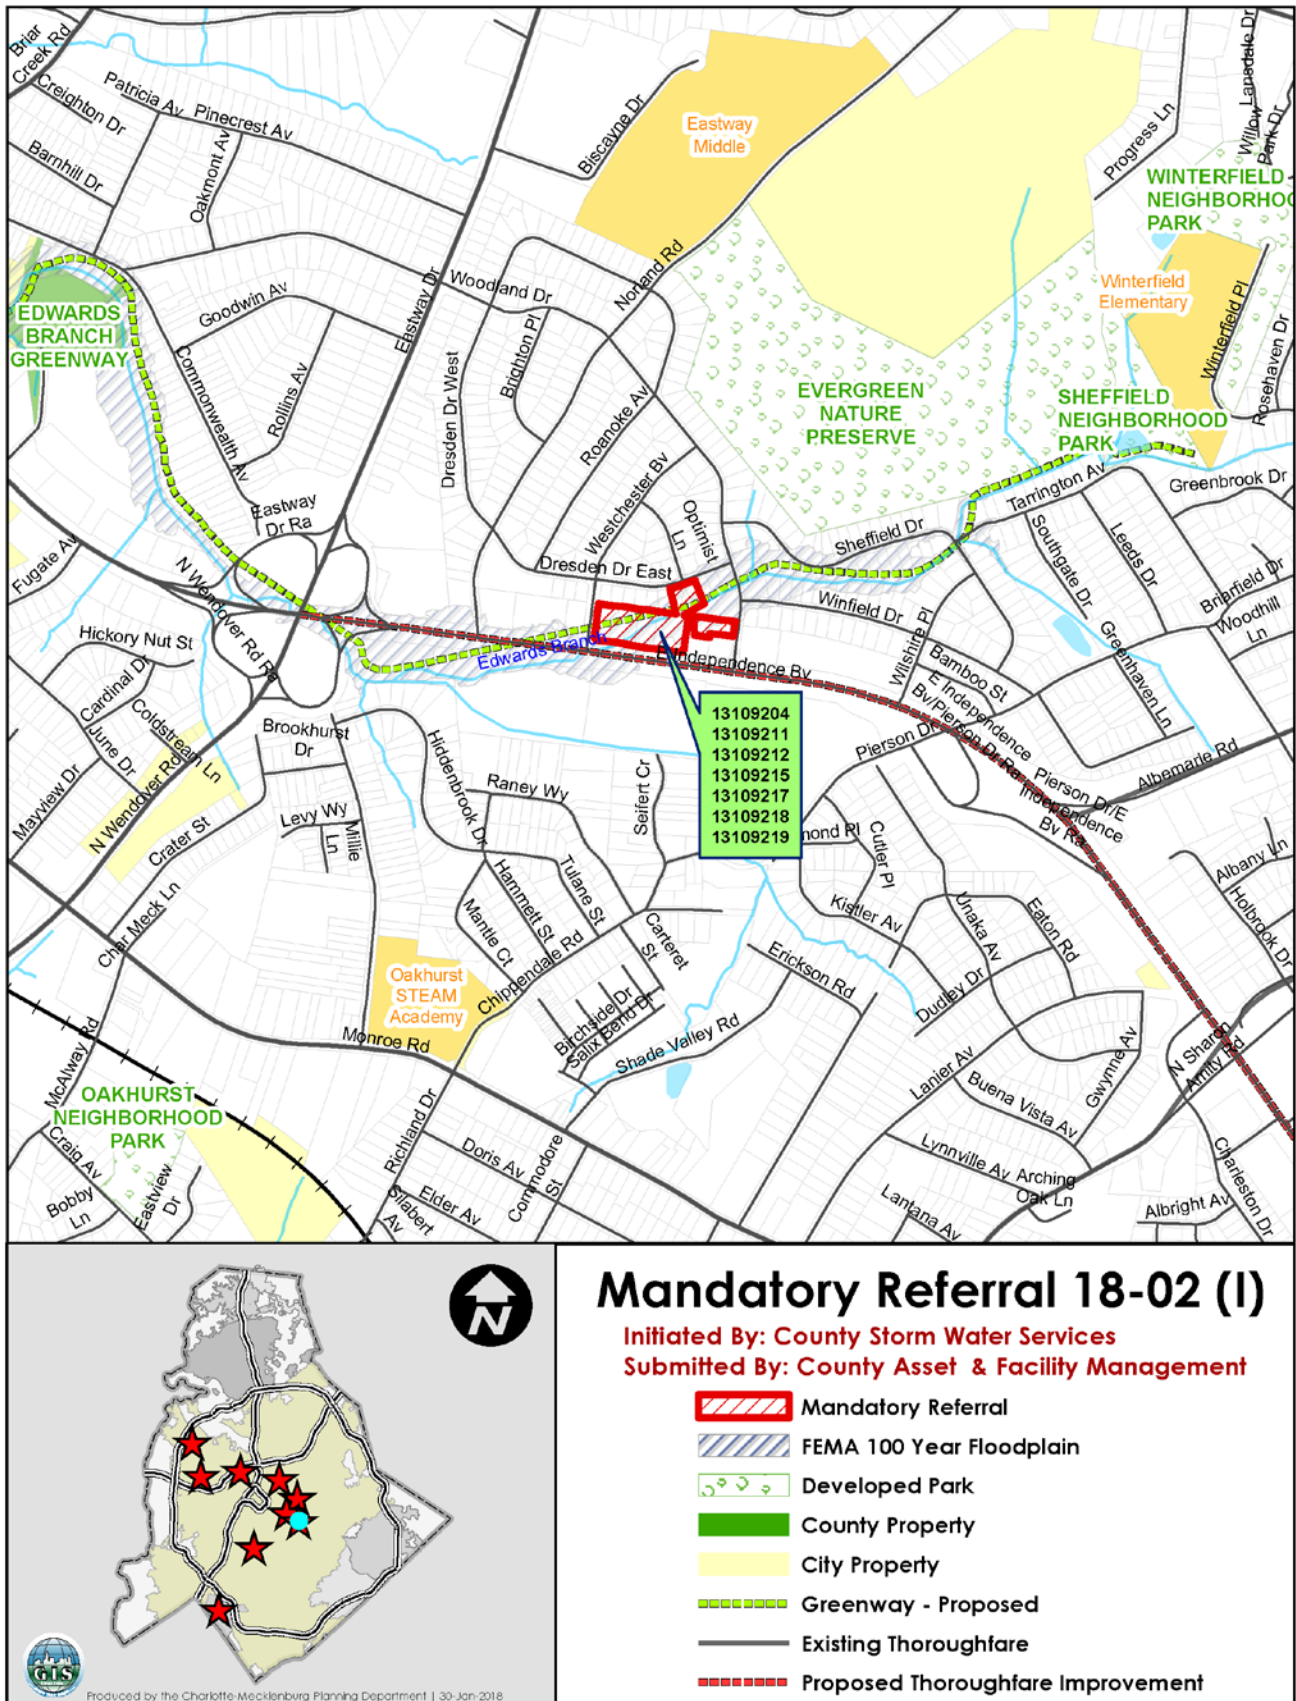 Briar
Creek Rd
Creighton Dr
Patricia Av
Pinecrest Av
Barnhill Dr
Oakmont Av
Biscayne Dr
Eastway
Middle
Progress Ln
Lansdale Dr
Willow
Park Dr
WINTERFIELD
NEIGHBORHOO
PARK
Norland Rd
Woodland Dr
Eastway Dr
Goodwin Av
EDWARDS
BRANCH
GREENWAY
Brighton Pl
Winterfield
Elementary
Winterfield Pl
Rosehaven Dr
Commonwealth Av
Rollins Av
Dresden Dr West
Roanoke Av
EVERGREEN
NATURE
PRESERVE
SHEFFIELD
NEIGHBORHOOD
PARK
Westchester Bv
Tarrington Av
Greenbrook Dr
Eastway
Dr Ra
Optimist
Ln
Sheffield Dr
Southgate Dr
Leeds Dr
Fugate Av
N Wendover Rd Ra
Dresden Dr East
Winfield Dr
Briarfield Dr
Woodhill
Ln
Hickory Nut St
Edwards Branch
E Independence Bv
Wilshire Pl
Bamboo St
Greenhaven Ln
Cardinal Dr
E Independence
Bv/Pierson Dr Ra
Coldstream Ln
June Dr
Brookhurst
Dr
Hiddenbrook Dr
13109204
13109211
13109212
13109215
13109217
13109218
13109219
Pierson Dr
Pierson Dr/E
Independence
Bv Ra
Albemarle Rd
Mayview Dr
N Wendover Rd
Raney Wy
Seifert Cr
Levy Wy
Millie
Ln
Crater St
mond Pl
Cutler Pl
Albany Ln
Holbrook Dr
Char Meck Ln
Hammett St
Tulane St
Mantle Ct
Carteret
St
Kistler Av
Unaka Av
Eaton Rd
Oakhurst
STEAM
Academy
Chippendale Rd
Erickson Rd
Birchside Dr
Salix Bend Dr
Dudley Dr
Monroe Rd
Shade Valley Rd
N Sharon
Amity Rd
McAlway Rd
Lanier Av
Gwynne Av
Buena Vista Av
OAKHURST
NEIGHBORHOOD
PARK
Richland Dr
Craig Av
Doris Av
Commodore
St
Lynnville Av
Arching
Oak Ln
Charleston Dr
Bobby
Ln
Eastview
Dr
Silabert
Av
Elder Av
Lantana Av
Albright Av
N
Mandatory Referral 18-02 (I)
Initiated By: County Storm Water Services
Submitted By: County Asset & Facility Management
Mandatory Referral
FEMA 100 Year Floodplain
Developed Park
County Property
City Property
Greenway - Proposed
Existing Thoroughfare
Proposed Thoroughfare Improvement
GIS
Produced by the Charlotte-Mecklenburg Planning Department | 30-Jan-2018